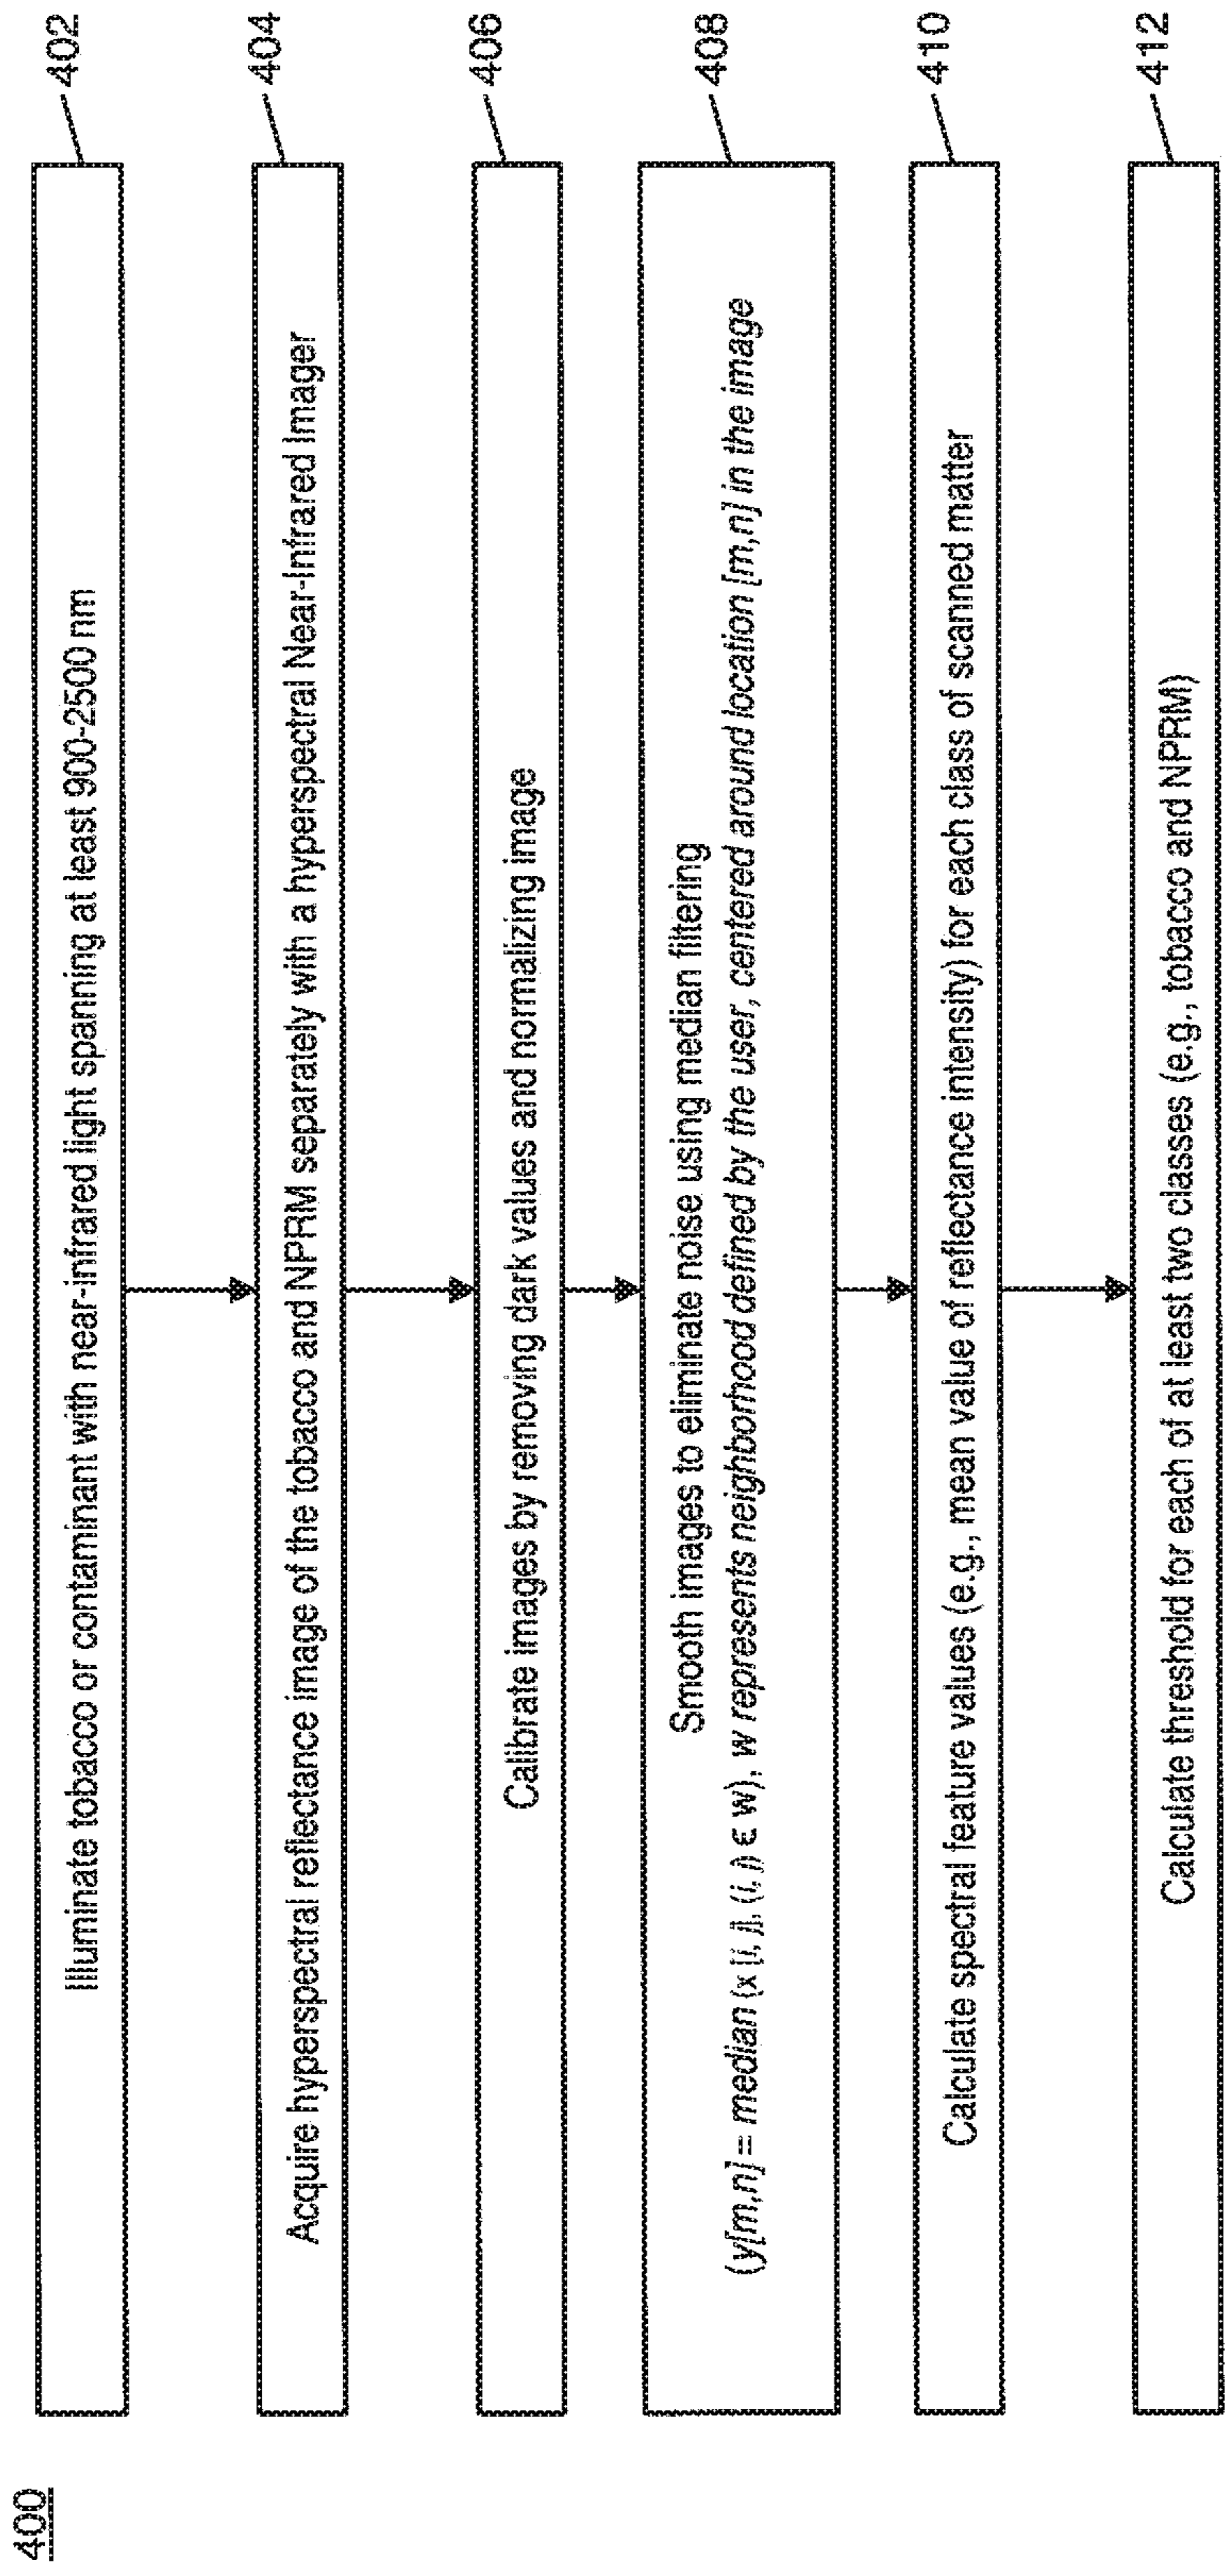 400
Illuminate tobacco or contaminant with near-infrared light spanning at least 900-2500 nm
402
Acquire hyperspectral reflectance image of the tobacco and NPRM separately with a hyperspectral Near-Infrared Imager
404
Calibrate images by removing dark values and normalizing image
406
Smooth images to eliminate noise using median filtering
(y[m,n] = median (x [i, j], (i, j) ∈ w), w represents neighborhood defined by the user, centered around location [m,n] in the image
408
Calculate spectral feature values (e.g., mean value of reflectance intensity) for each class of scanned matter
410
Calculate threshold for each of at least two classes (e.g., tobacco and NPRM)
412